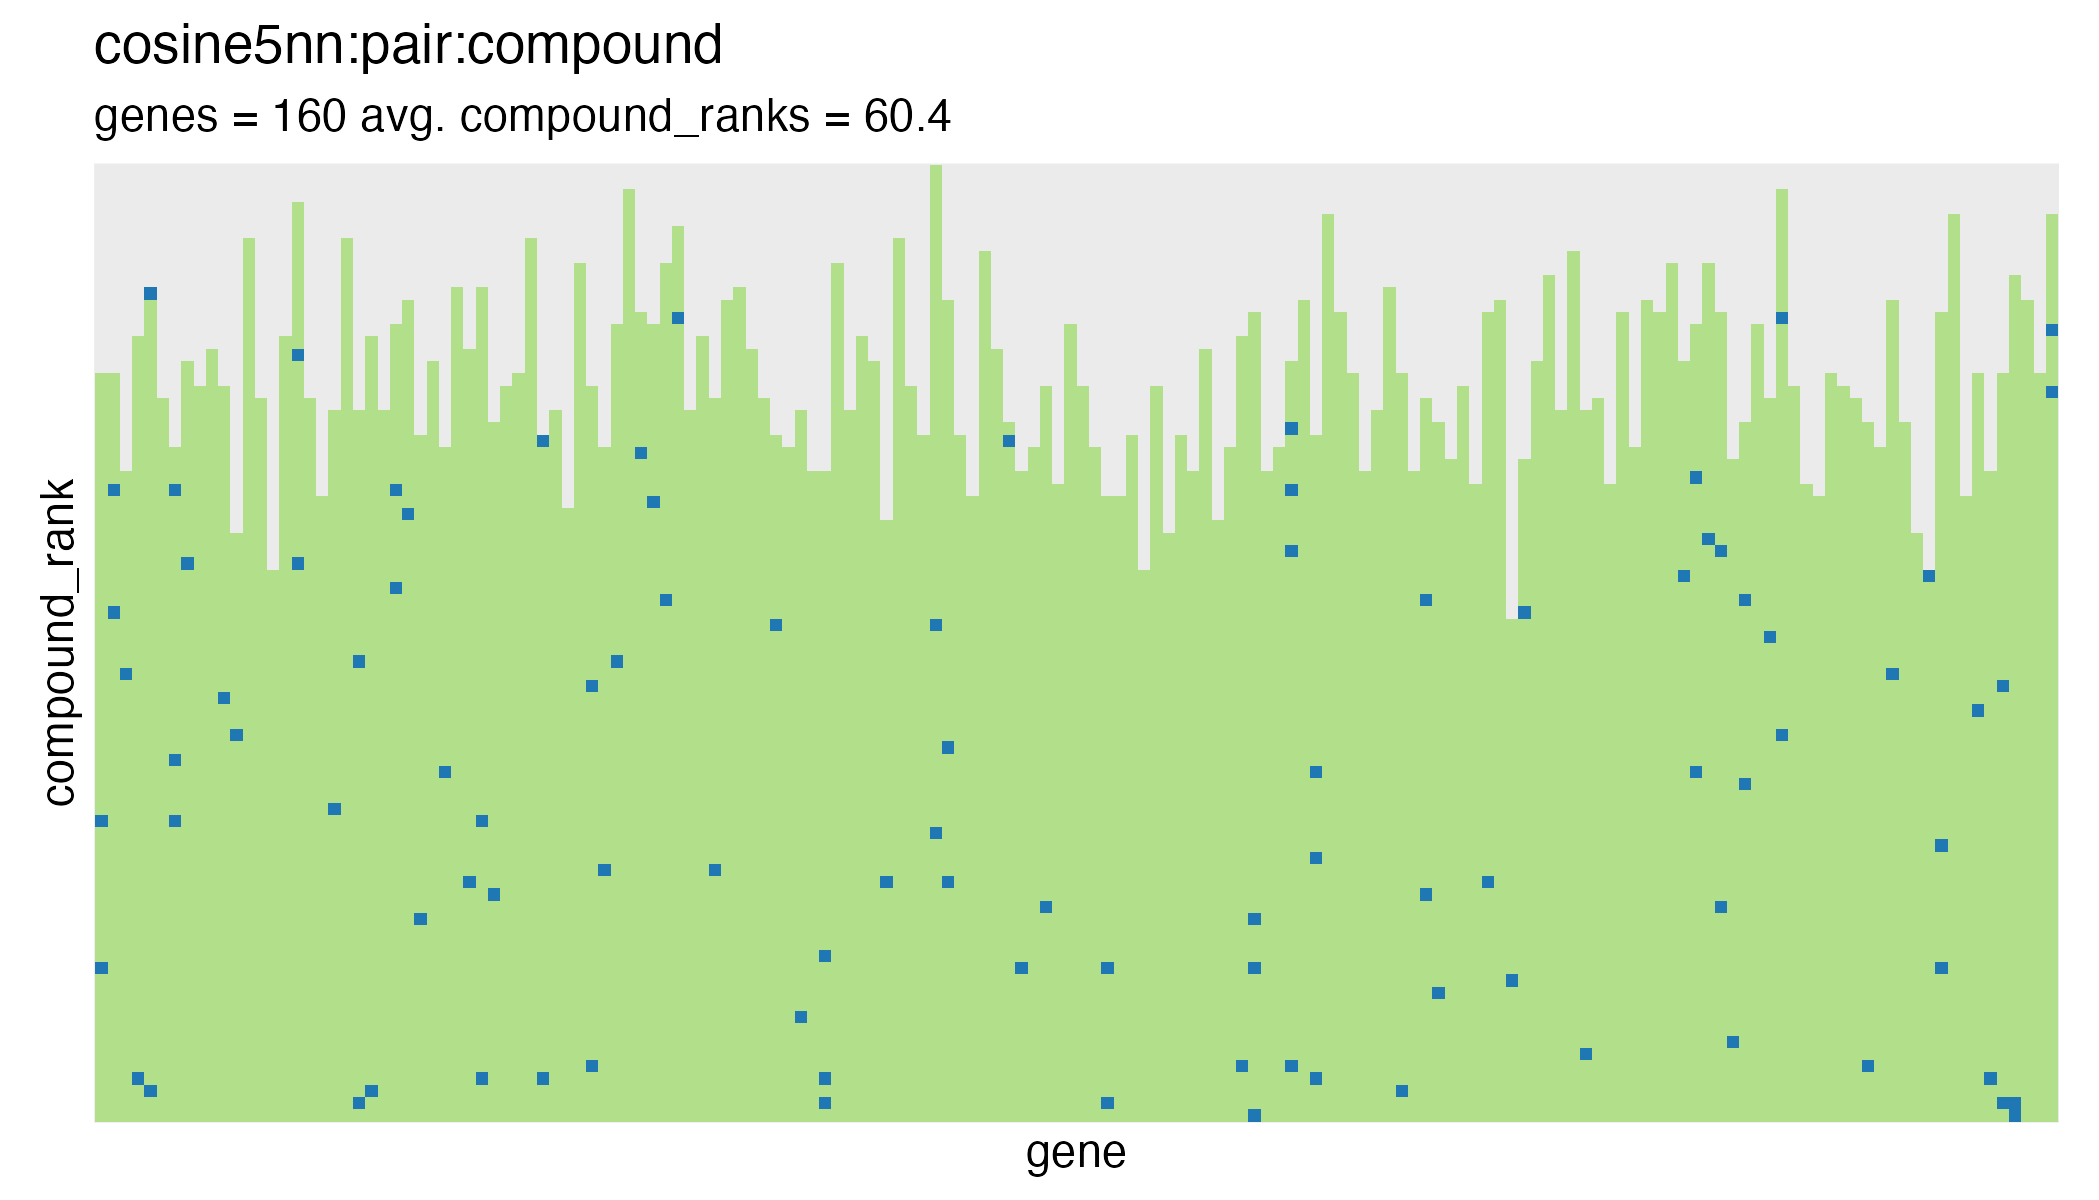 cosine5nn:pair:compound
genes = 160 avg. compound_ranks = 60.4
compound_rank
gene